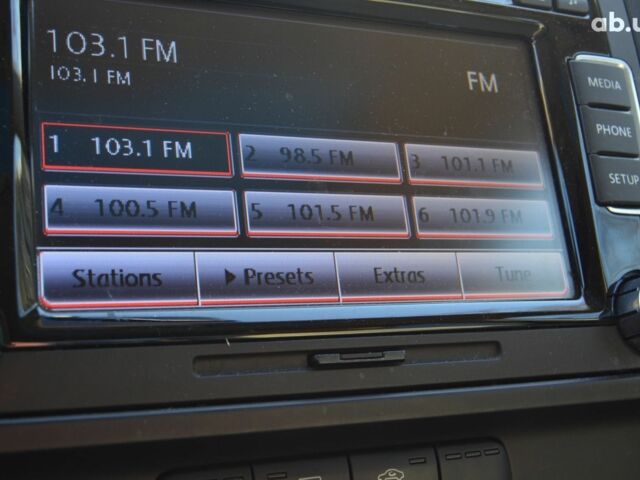 ab.u
103.1 FM
103.1 FM
FM
1 103.1 FM
2 98.5 FM
3 101.1 FM
4 100.5 FM
5 101.5 FM
6 101.9 FM
Stations
Presets
Extras
Tune
MEDIA
PHONE
SETUP